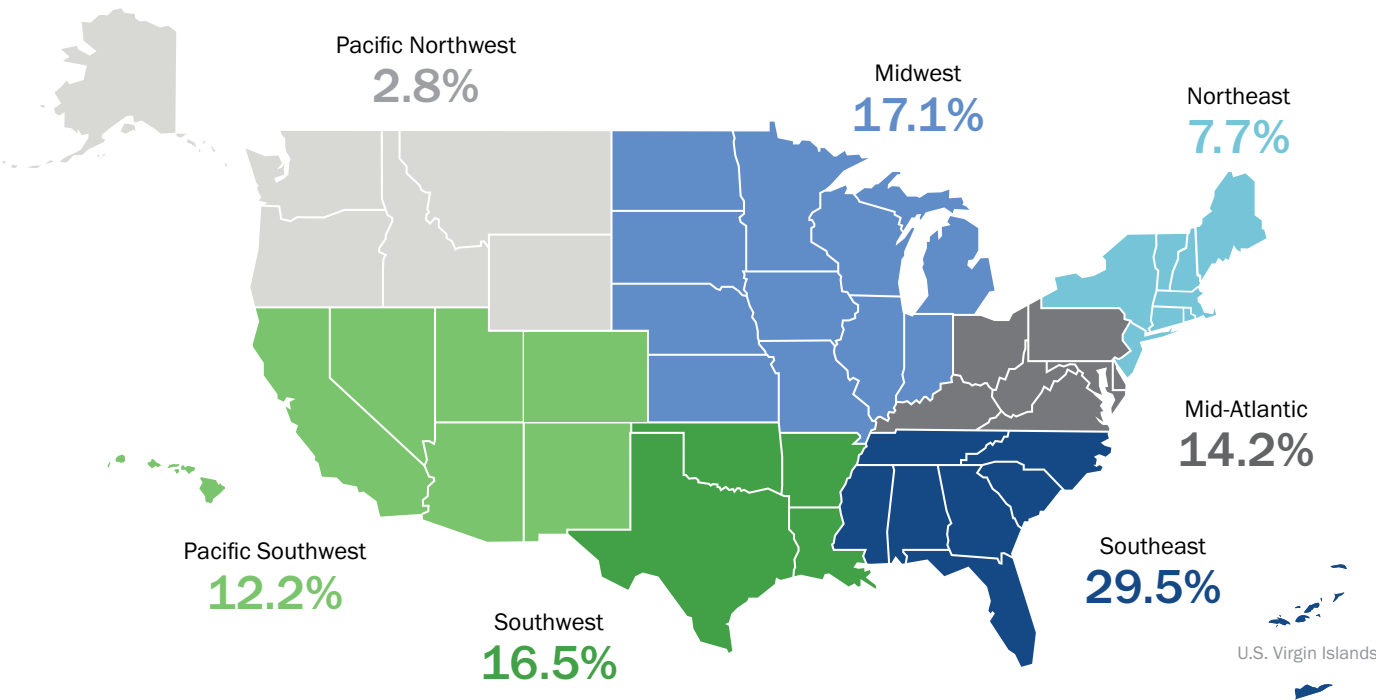 Pacific Northwest
2.8%
Midwest
17.1%
Northeast
7.7%
Mid-Atlantic
14.2%
Southeast
29.5%
U.S. Virgin Islands
Pacific Southwest
12.2%
Southwest
16.5%